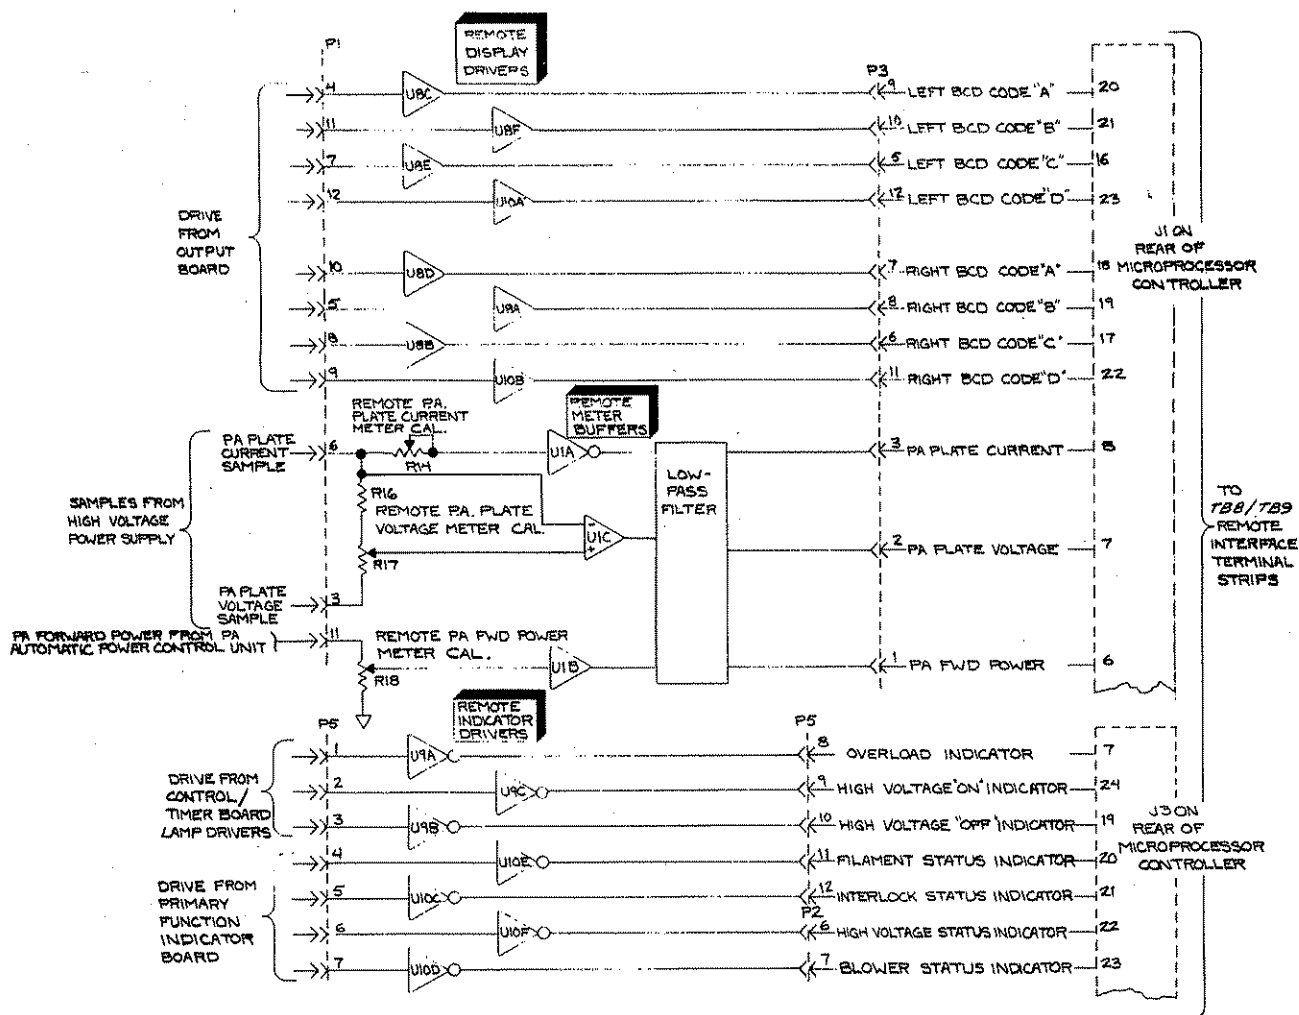 REMOTE
DISPLAY
DRIVERS
P1
P3
4
U8C
9
LEFT BCD CODE "A"
20
11
U8F
10
LEFT BCD CODE "B"
21
7
U8E
5
LEFT BCD CODE "C"
16
12
U10A
12
LEFT BCD CODE "D"
23
DRIVE
FROM
OUTPUT
BOARD
J1 ON
REAR OF
MICROPROCESSOR
CONTROLLER
10
U8D
7
RIGHT BCD CODE "A"
18
5
U8A
8
RIGHT BCD CODE "B"
19
8
U8B
6
RIGHT BCD CODE "C"
17
9
U10B
11
RIGHT BCD CODE "D"
22
REMOTE P.A.
PLATE CURRENT
METER CAL.
REMOTE
METER
BUFFERS
PA PLATE
CURRENT
SAMPLE
6
R14
U1A
3
PA PLATE CURRENT
8
LOW-
PASS
FILTER
SAMPLES FROM
HIGH VOLTAGE
POWER SUPPLY
R16
REMOTE P.A. PLATE
VOLTAGE METER CAL.
-
U1C
+
R17
2
PA PLATE VOLTAGE
7
TO
TB8/TB9
REMOTE
INTERFACE
TERMINAL
STRIPS
PA PLATE
VOLTAGE
SAMPLE
3
PA FORWARD POWER FROM PA
AUTOMATIC POWER CONTROL UNIT
11
REMOTE PA FWD POWER
METER CAL.
R18
U1B
1
PA FWD POWER
6
REMOTE
INDICATOR
DRIVERS
P5
P5
1
U9A
8
OVERLOAD INDICATOR
7
2
U9C
9
HIGH VOLTAGE "ON" INDICATOR
24
3
U9B
10
HIGH VOLTAGE "OFF" INDICATOR
19
DRIVE FROM
CONTROL/
TIMER BOARD
LAMP DRIVERS
J3 ON
REAR OF
MICROPROCESSOR
CONTROLLER
4
U10E
11
FILAMENT STATUS INDICATOR
20
5
U10C
12
INTERLOCK STATUS INDICATOR
21
P2
6
U10F
6
HIGH VOLTAGE STATUS INDICATOR
22
7
U10D
7
BLOWER STATUS INDICATOR
23
DRIVE FROM
PRIMARY
FUNCTION
INDICATOR
BOARD